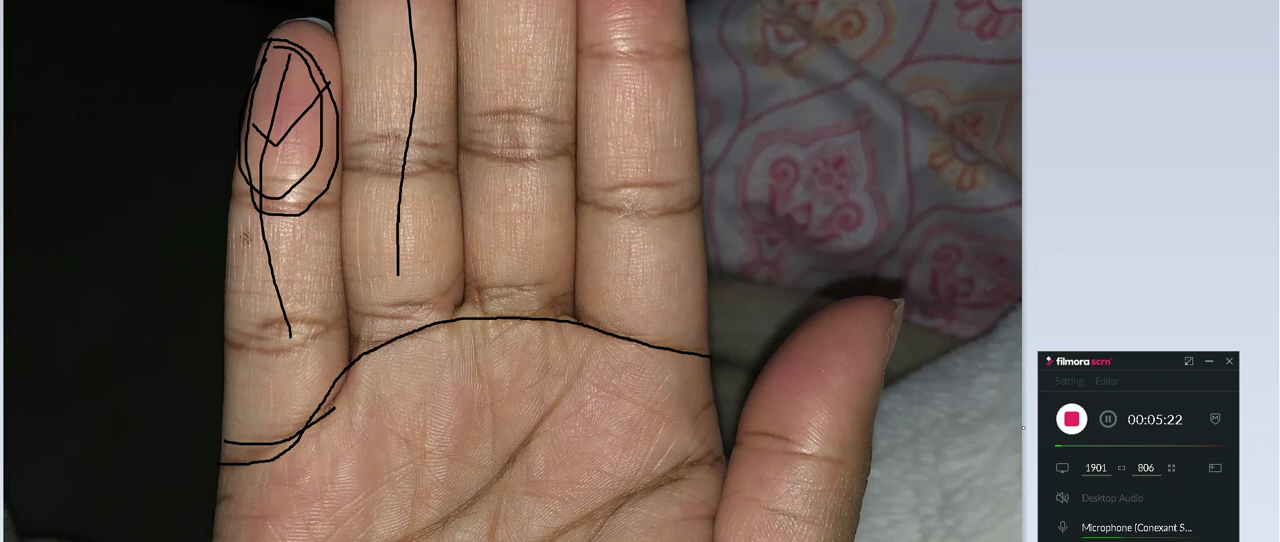 filmora scrn
Setting Editor
00:05:22
1901 806
Desktop Audio
Microphone (Conexant S...